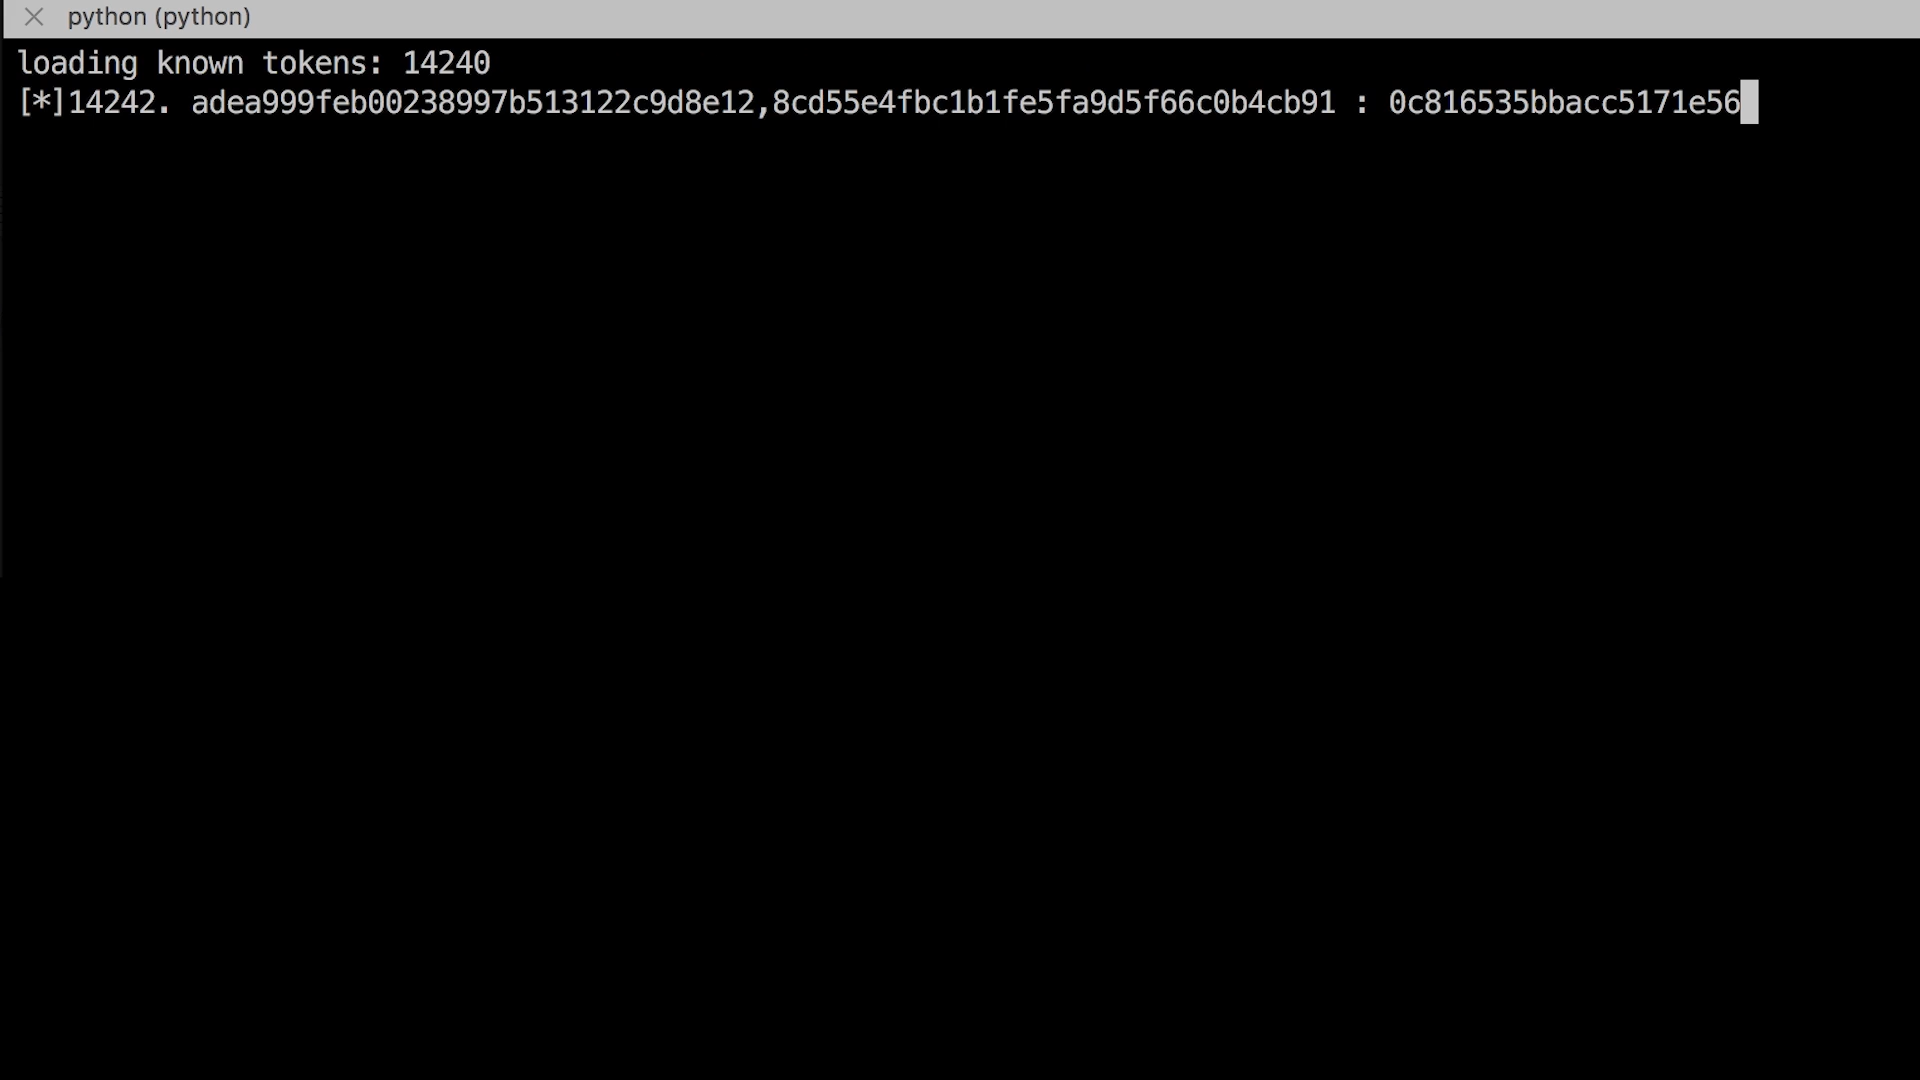 python (python)
loading known tokens: 14240
[*]14242. adea999feb00238997b513122c9d8e12,8cd55e4fbc1b1fe5fa9d5f66c0b4cb91 : 0c816535bbacc5171e56